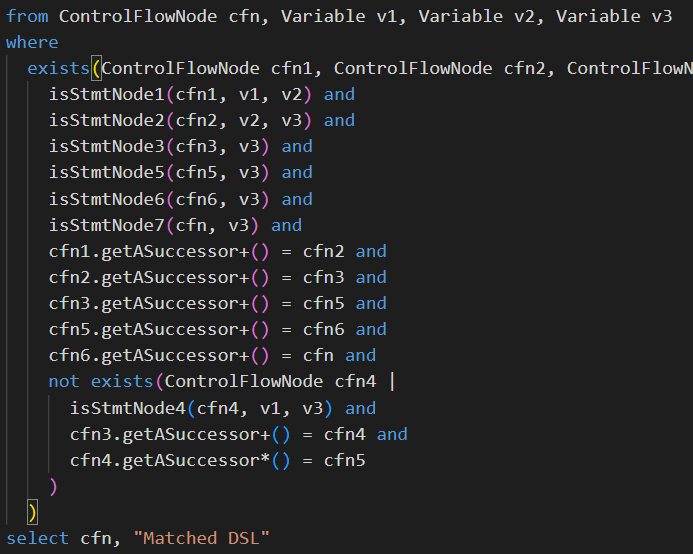 from ControlFlowNode cfn, Variable v1, Variable v2, Variable v3
where
exists(ControlFlowNode cfn1, ControlFlowNode cfn2, ControlFlowN
isStmtNode1(cfn1, v1, v2) and
isStmtNode2(cfn2, v2, v3) and
isStmtNode3(cfn3, v3) and
isStmtNode5(cfn5, v3) and
isStmtNode6(cfn6, v3) and
isStmtNode7(cfn, v3) and
cfn1.getASuccessor+() = cfn2 and
cfn2.getASuccessor+() = cfn3 and
cfn3.getASuccessor+() = cfn5 and
cfn5.getASuccessor+() = cfn6 and
cfn6.getASuccessor+() = cfn and
not exists(ControlFlowNode cfn4 |
isStmtNode4(cfn4, v1, v3) and
cfn3.getASuccessor+() = cfn4 and
cfn4.getASuccessor*() = cfn5
)
)
select cfn, "Matched DSL"